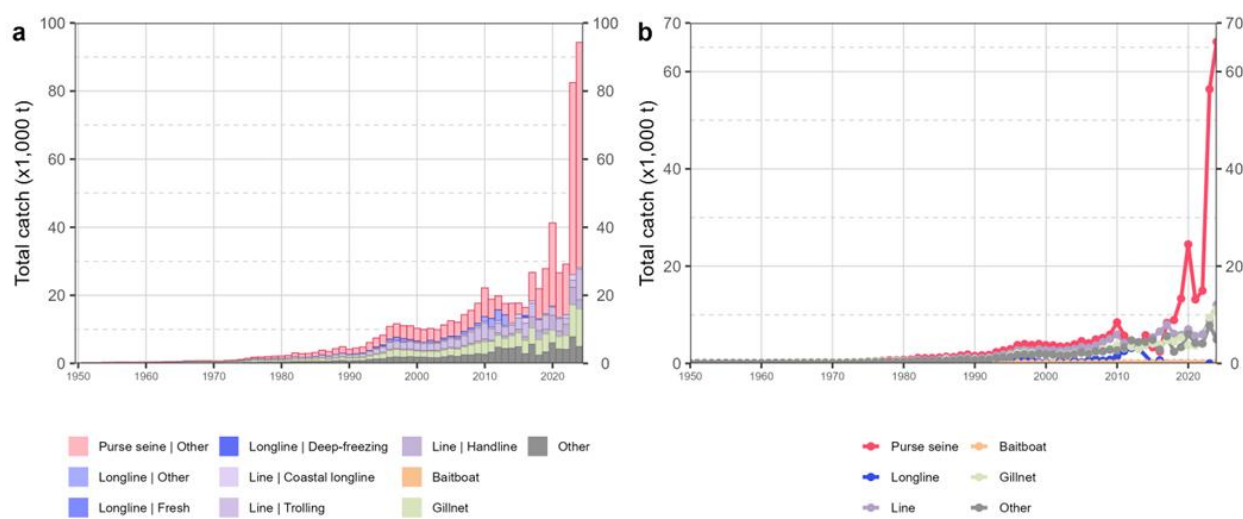 a
b
Total catch (x1,000 t)
100
80
60
40
20
0
100
80
60
40
20
0
1950 1960 1970 1980 1990 2000 2010 2020
Total catch (x1,000 t)
70
60
40
20
0
70
60
40
20
0
1950 1960 1970 1980 1990 2000 2010 2020
Purse seine | Other
Longline | Other
Longline | Fresh
Longline | Deep-freezing
Line | Coastal longline
Line | Trolling
Line | Handline
Baitboat
Gillnet
Other
Purse seine
Longline
Line
Baitboat
Gillnet
Other